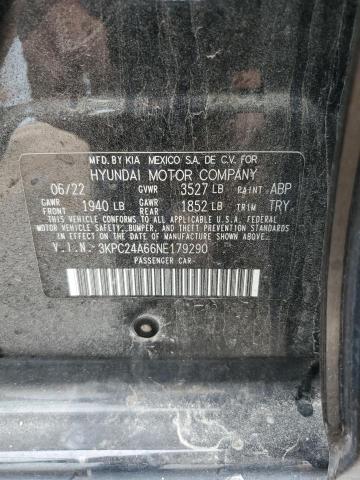 MFD. BY KIA MEXICO S.A. DE C.V. FOR
HYUNDAI MOTOR COMPANY
06/22 GVWR 3527 LB PAINT ABP
GAWR FRONT 1940 LB GAWR REAR 1852 LB TRIM TRY
THIS VEHICLE CONFORMS TO ALL APPLICABLE U.S. FEDERAL
MOTOR VEHICLE SAFETY, BUMPER, AND THEFT PREVENTION
STANDARDS IN EFFECT ON THE DATE OF MANUFACTURE SHOWN ABOVE.
V.I.N. 3KPC24A66NE179290
PASSENGER CAR